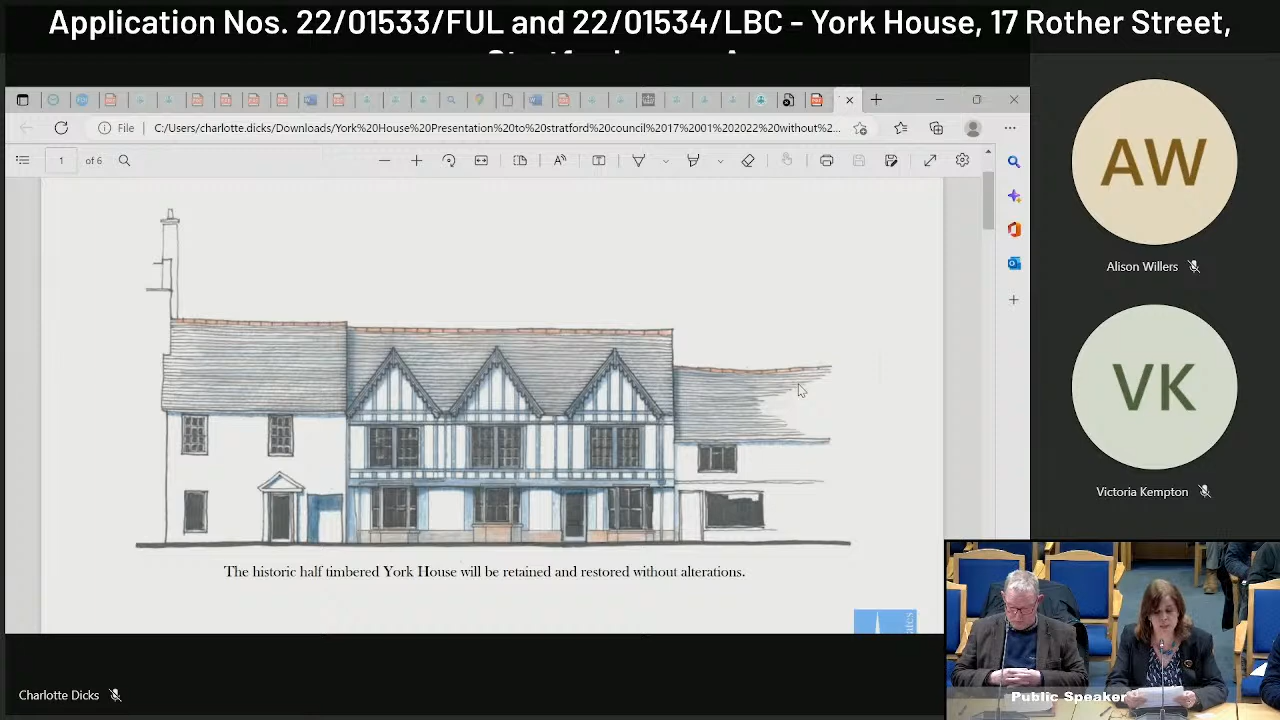 Application Nos. 22/01533/FUL and 22/01534/LBC - York House, 17 Rother Street,
File
C:/Users/charlotte.dicks/Downloads/York%20House%20Presentation%20to%20stratford%20council%2017%2001%202022%20without%2...
1 of 6
AW
Alison Willers
VK
Victoria Kempton
The historic half timbered York House will be retained and restored without alterations.
Charlotte Dicks
Public Speaker